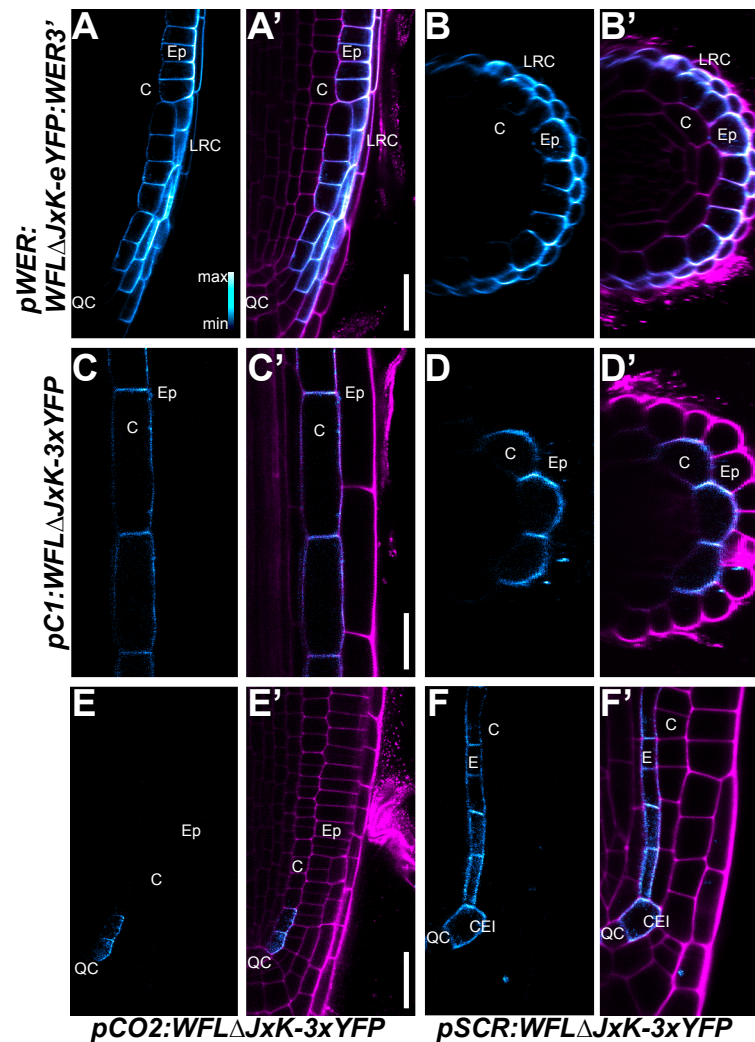 A
A'
B
B'
Ep
Ep
LRC
LRC
C
C
C
C
Ep
Ep
LRC
LRC
pWER:
WFLΔJxK-eYFP:WER3'
max
min
QC
QC
C
C'
D
D'
Ep
Ep
C
C
C
Ep
C
Ep
pC1:WFLΔJxK-3xYFP
E
E'
F
F'
C
C
E
E
Ep
Ep
C
C
CEI
CEI
QC
QC
QC
QC
pCO2:WFLΔJxK-3xYFP
pSCR:WFLΔJxK-3xYFP